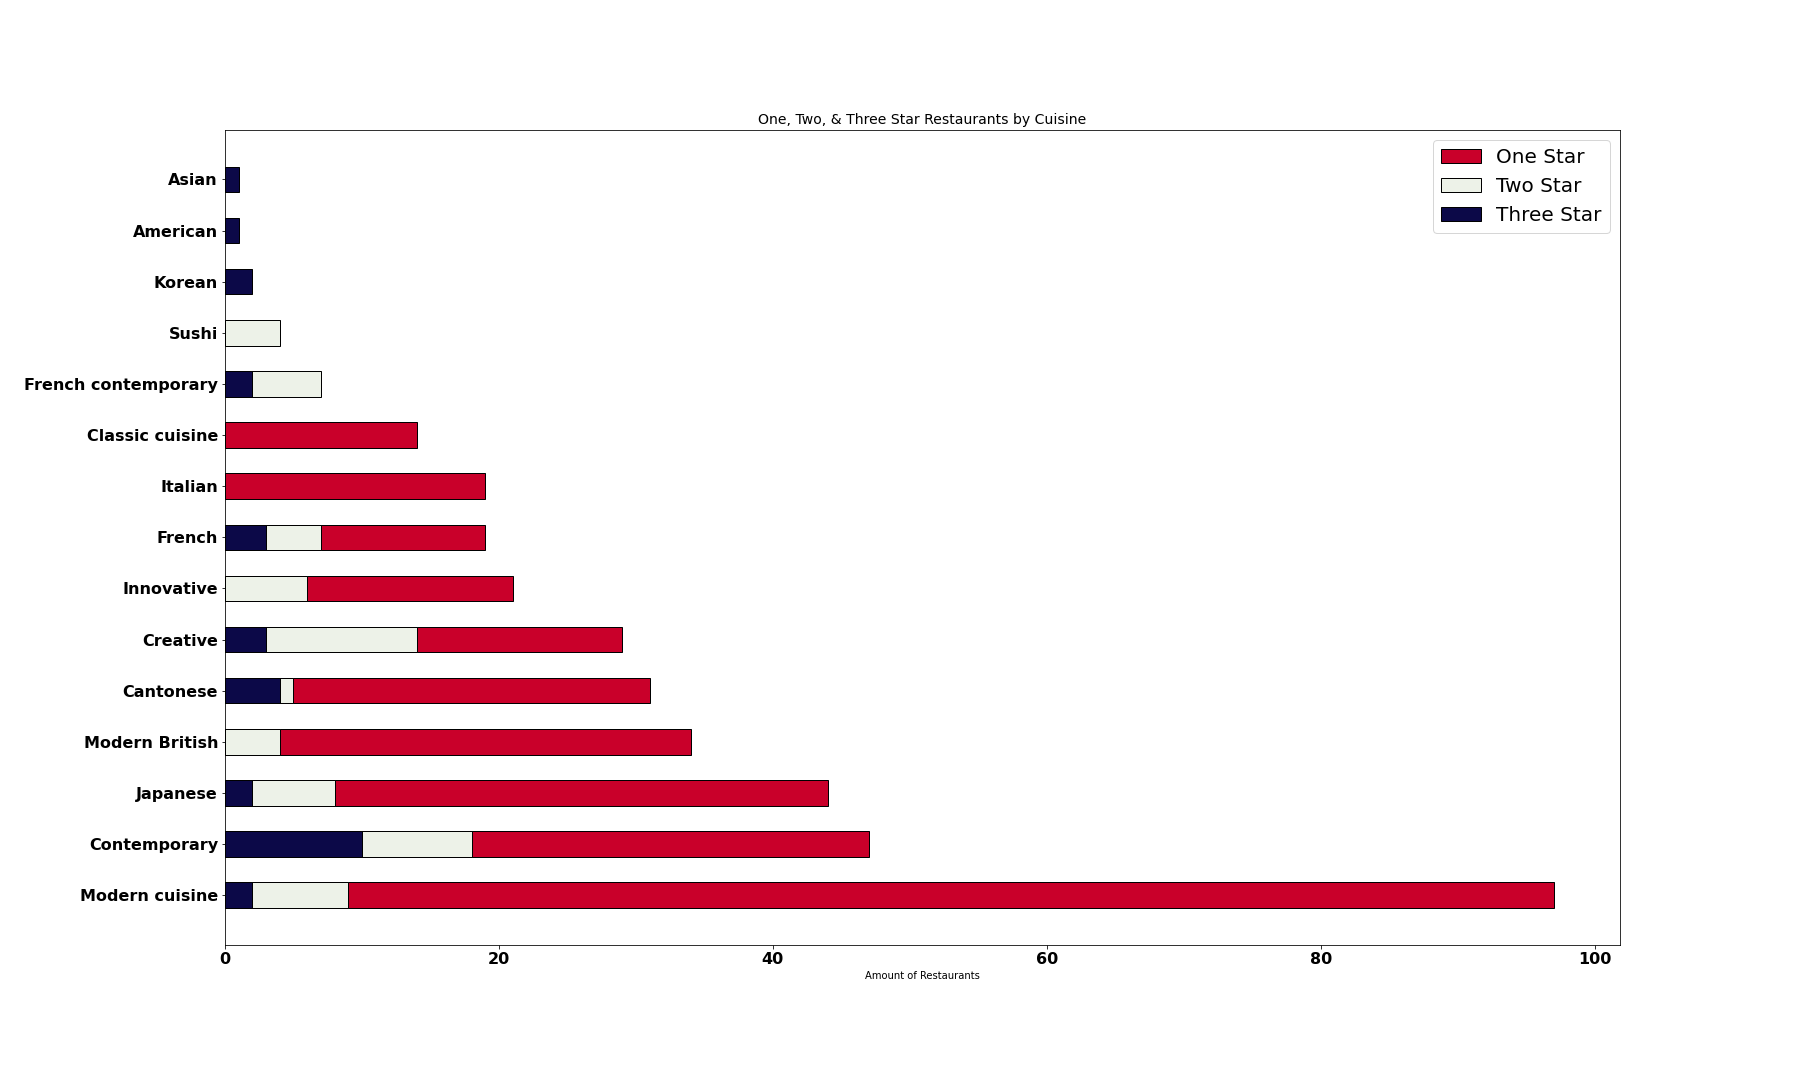 One, Two, & Three Star Restaurants by Cuisine
One Star
Two Star
Three Star
Asian
American
Korean
Sushi
French contemporary
Classic cuisine
Italian
French
Innovative
Creative
Cantonese
Modern British
Japanese
Contemporary
Modern cuisine
0 20 40 60 80 100
Amount of Restaurants